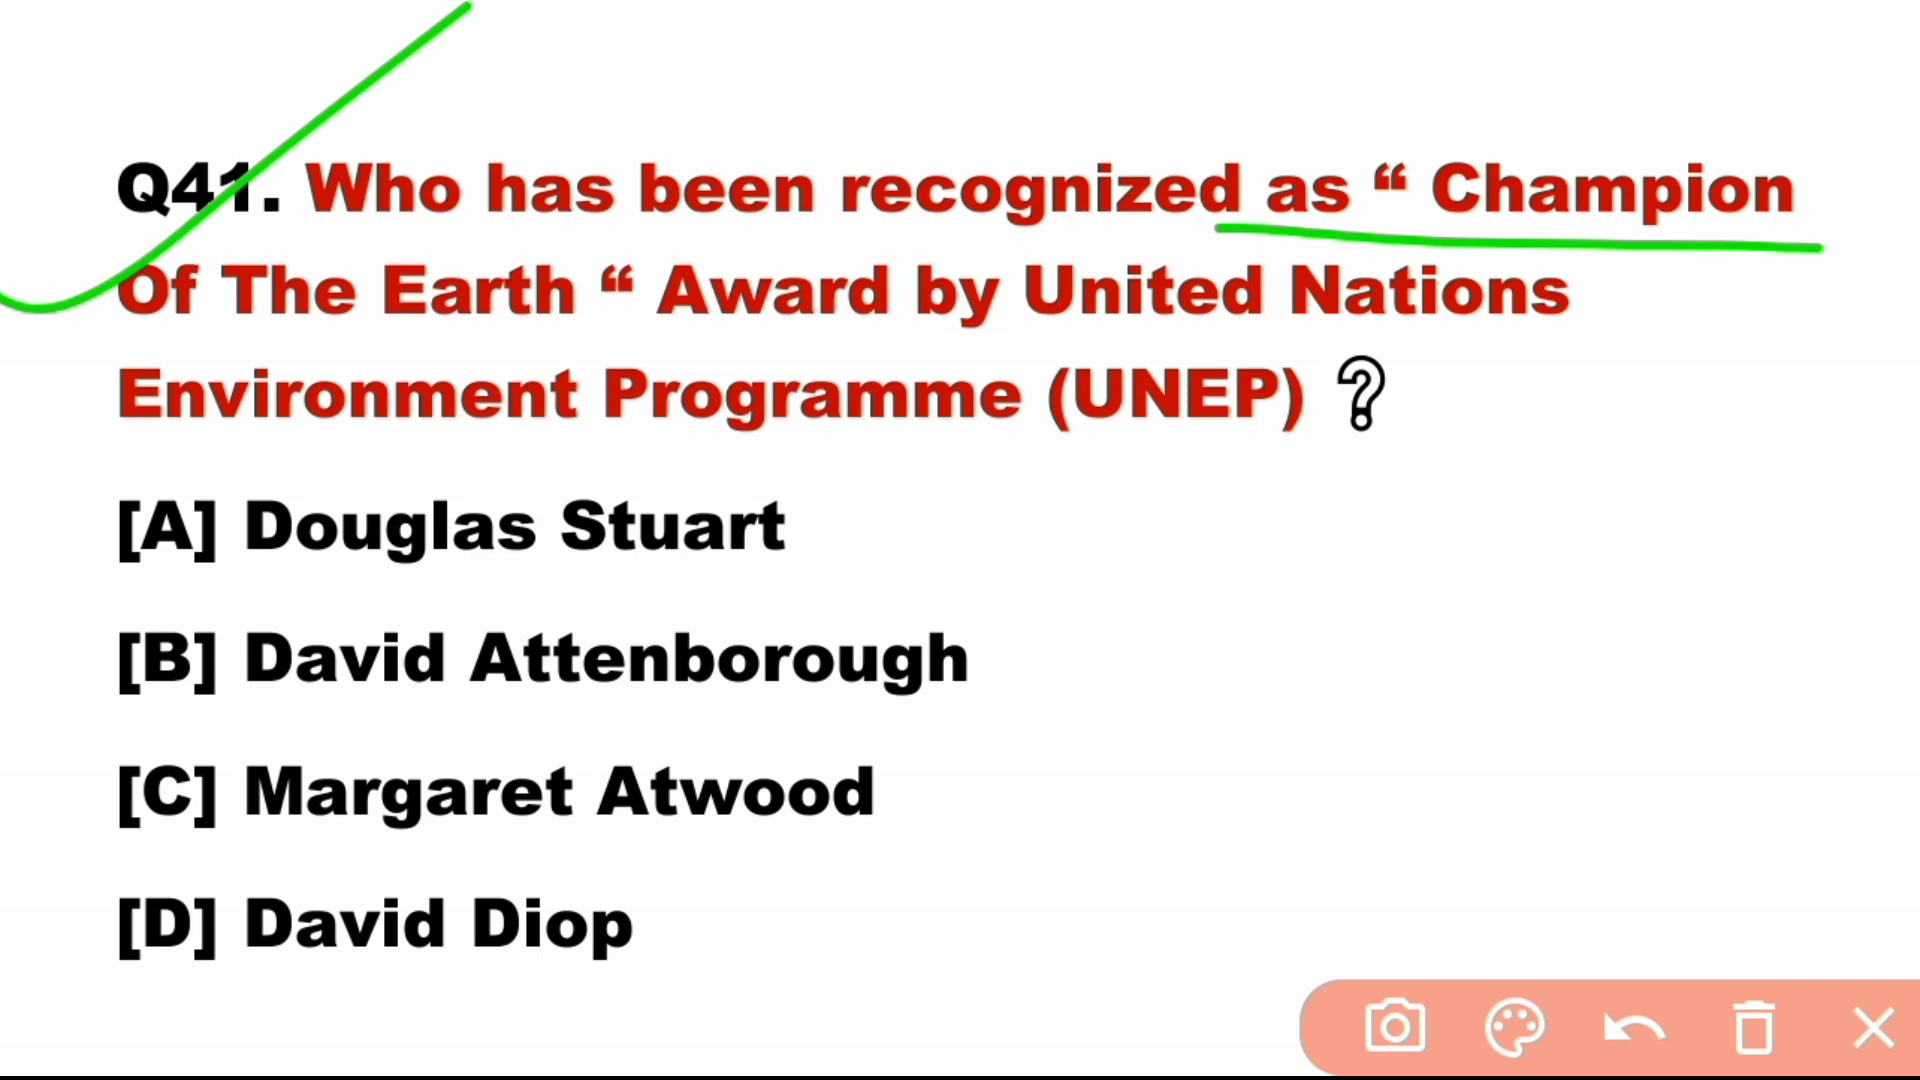 Q41. Who has been recognized as “ Champion
Of The Earth “ Award by United Nations
Environment Programme (UNEP) ?
[A] Douglas Stuart
[B] David Attenborough
[C] Margaret Atwood
[D] David Diop